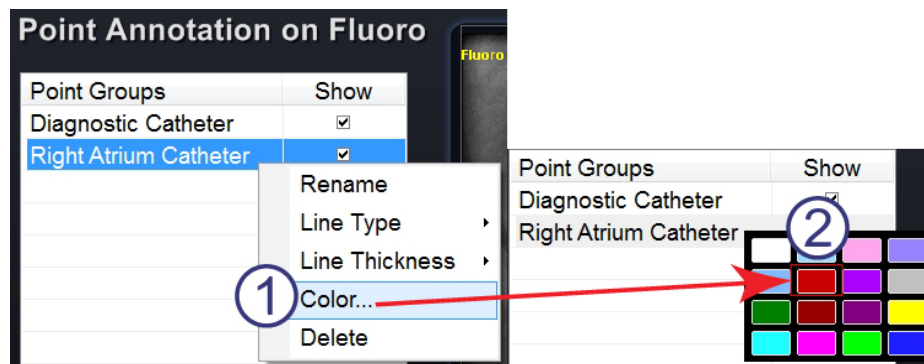 Point Annotation on Fluoro
Fluoro
Point Groups Show
Diagnostic Catheter
Right Atrium Catheter
Rename
Line Type
Line Thickness
1 Color...
Delete
Point Groups Show
Diagnostic Catheter
Right Atrium Catheter
2